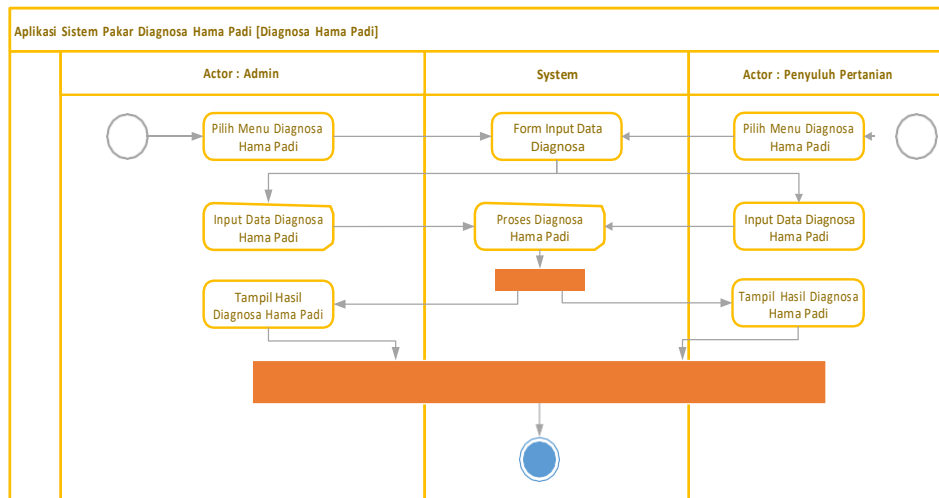 Aplikasi Sistem Pakar Diagnosa Hama Padi [Diagnosa Hama Padi]
Actor : Admin
System
Actor : Penyuluh Pertanian
Pilih Menu Diagnosa
Hama Padi
Form Input Data
Diagnosa
Pilih Menu Diagnosa
Hama Padi
Input Data Diagnosa
Hama Padi
Proses Diagnosa
Hama Padi
Input Data Diagnosa
Hama Padi
Tampil Hasil
Diagnosa Hama Padi
Tampil Hasil Diagnosa
Hama Padi